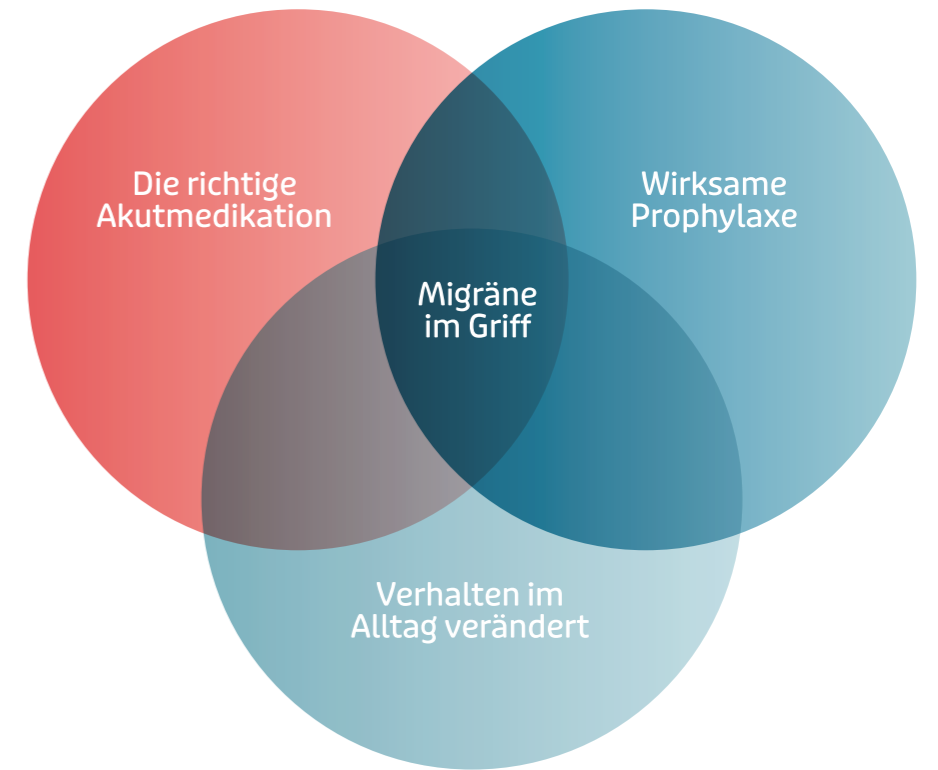 Die richtige
Akutmedikation
Wirksame
Prophylaxe
Migräne
im Griff
Verhalten im
Alltag verändert